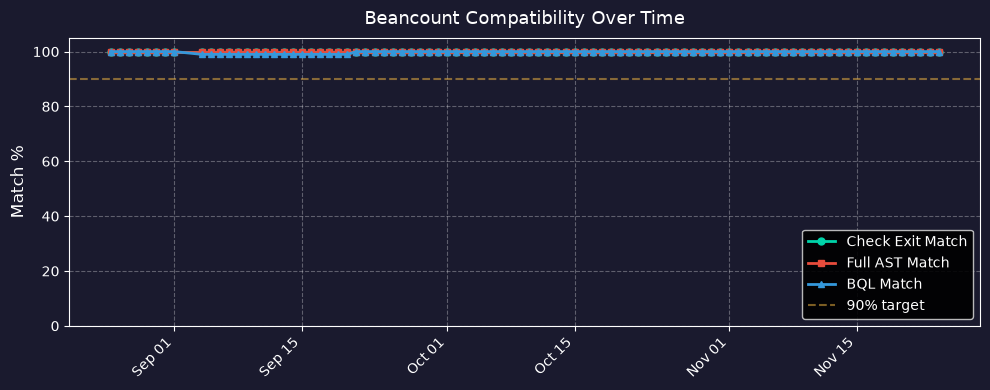 Beancount Compatibility Over Time
Match %
100
80
60
40
20
0
Sep 01
Sep 15
Oct 01
Oct 15
Nov 01
Nov 15
Check Exit Match
Full AST Match
BQL Match
90% target